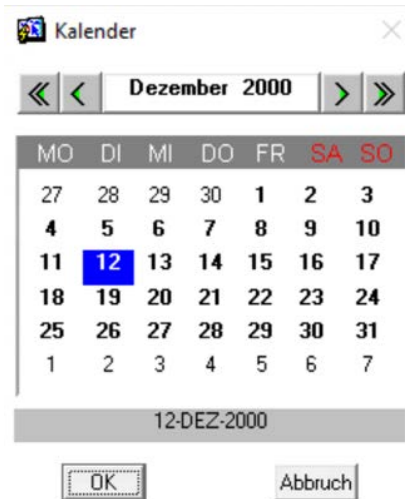 Kalender
Dezember 2000
MO DI MI DO FR SA SO
27 28 29 30 1 2 3
4 5 6 7 8 9 10
11 12 13 14 15 16 17
18 19 20 21 22 23 24
25 26 27 28 29 30 31
1 2 3 4 5 6 7
12-DEZ-2000
OK Abbruch